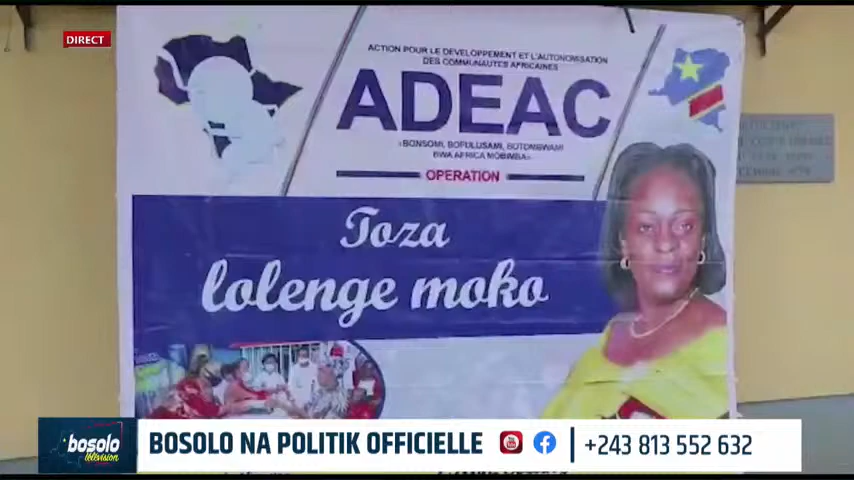 DIRECT
ACTION POUR LE DEVELOPPEMENT ET L'AUTONOMISATION
DES COMMUNAUTES AFRICAINES
ADEAC
«BONSOMI, BOFULUSAMI, BOTOMBWAMI
BWA AFRICA MOBIMBA»
OPERATION
Toza
lolenge moko
bosolo
télévision
BOSOLO NA POLITIK OFFICIELLE
+243 813 552 632